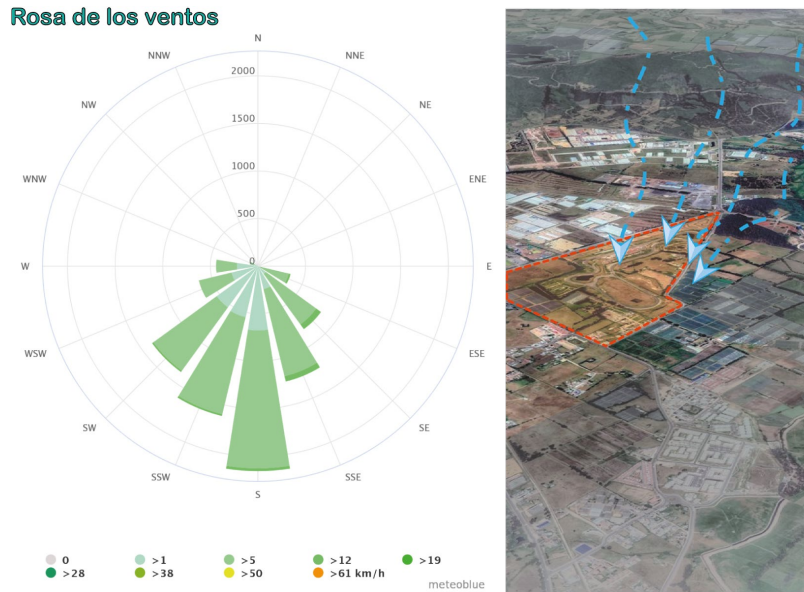 Rosa de los ventos
N
NNW
NNE
2000
NW
NE
1500
1000
WNW
ENE
500
0
W
E
WSW
ESE
SW
SE
SSW
SSE
S
0
>1
>5
>12
>19
>28
>38
>50
>61 km/h
meteoblue